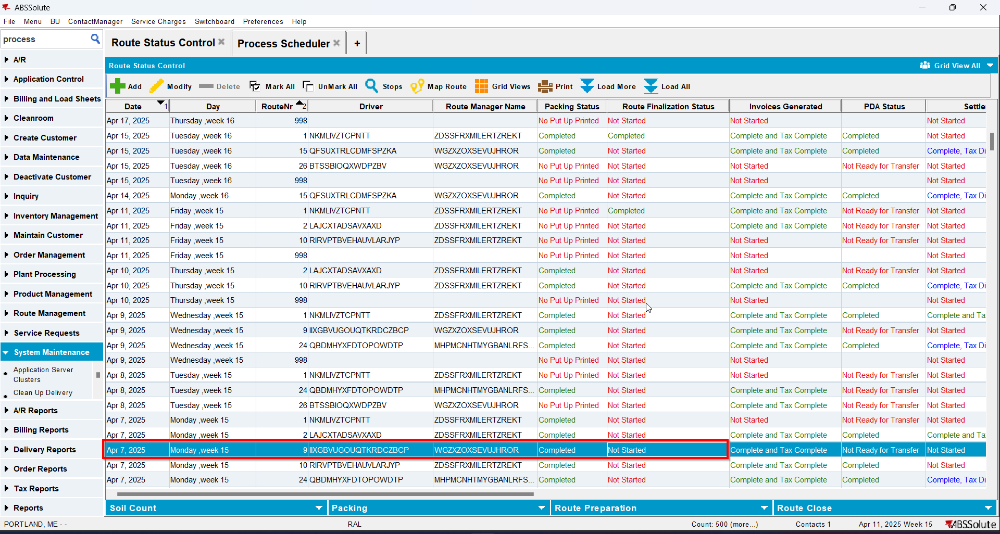 ABSSolute
File Menu BU ContactManager Service Charges Switchboard Preferences Help
process
Route Status Control Process Scheduler +
Route Status Control Grid View All
Add Modify Delete Mark All UnMark All Stops Map Route Grid Views Print Load More Load All
A/R
Application Control
Billing and Load Sheets
Cleanroom
Create Customer
Data Maintenance
Deactivate Customer
Inquiry
Inventory Management
Maintain Customer
Order Management
Plant Processing
Product Management
Route Management
Service Requests
System Maintenance
Application Server
Clusters
Clean Up Delivery
A/R Reports
Billing Reports
Delivery Reports
Order Reports
Tax Reports
Reports
Date 1 Day RouteNr 2 Driver Route Manager Name Packing Status Route Finalization Status Invoices Generated PDA Status Settle
Apr 17, 2025 Thursday ,week 16 998 No Put Up Printed Not Started Not Started Not Started
Apr 15, 2025 Tuesday ,week 16 1 NKMLIVZTCPNTT ZDSSFRXMILERTZREKT Completed Completed Complete and Tax Complete Completed Not Started
Apr 15, 2025 Tuesday ,week 16 15 QFSUXTRLCDMFSPZKA WGZXZOXSEVUJHROR Completed Not Started Complete and Tax Complete Completed Complete, Tax Di
Apr 15, 2025 Tuesday ,week 16 26 BTSSBIOQXWDPZBV WGZXZOXSEVUJHROR No Put Up Printed Not Started Not Started Not Ready for Transfer Not Started
Apr 15, 2025 Tuesday ,week 16 998 No Put Up Printed Not Started Not Started Not Started
Apr 14, 2025 Monday ,week 16 15 QFSUXTRLCDMFSPZKA WGZXZOXSEVUJHROR Completed Not Started Complete and Tax Complete Completed Complete, Tax Di
Apr 11, 2025 Friday ,week 15 1 NKMLIVZTCPNTT ZDSSFRXMILERTZREKT No Put Up Printed Completed Complete and Tax Complete Not Ready for Transfer Not Started
Apr 11, 2025 Friday ,week 15 2 LAJCXTADSAVXAXD ZDSSFRXMILERTZREKT No Put Up Printed Not Started Complete and Tax Complete Not Ready for Transfer Not Started
Apr 11, 2025 Friday ,week 15 10 RIRVPTBVEHAUVLARJYP ZDSSFRXMILERTZREKT No Put Up Printed Not Started Not Started Not Ready for Transfer Not Started
Apr 11, 2025 Friday ,week 15 998 No Put Up Printed Not Started Not Started Not Started
Apr 10, 2025 Thursday ,week 15 2 LAJCXTADSAVXAXD ZDSSFRXMILERTZREKT Completed Not Started Not Started Not Ready for Transfer Not Started
Apr 10, 2025 Thursday ,week 15 10 RIRVPTBVEHAUVLARJYP ZDSSFRXMILERTZREKT Completed Not Started Complete and Tax Complete Completed Complete, Tax Di
Apr 10, 2025 Thursday ,week 15 998 No Put Up Printed Not Started Not Started Not Started
Apr 9, 2025 Wednesday ,week 15 1 NKMLIVZTCPNTT ZDSSFRXMILERTZREKT Completed Not Started Complete and Tax Complete Completed Complete and Ta
Apr 9, 2025 Wednesday ,week 15 9 IIXGBVUGOUQTKRDCZBCP WGZXZOXSEVUJHROR Completed Not Started Complete and Tax Complete Not Ready for Transfer Not Started
Apr 9, 2025 Wednesday ,week 15 24 QBDMHYXFDTOPOWDTP MHPMCNHTMYGBANLRFS... Completed Not Started Complete and Tax Complete Completed Complete, Tax Di
Apr 9, 2025 Wednesday ,week 15 998 No Put Up Printed Not Started Not Started Not Started
Apr 8, 2025 Tuesday ,week 15 1 NKMLIVZTCPNTT ZDSSFRXMILERTZREKT No Put Up Printed Not Started Not Started Not Ready for Transfer Not Started
Apr 8, 2025 Tuesday ,week 15 24 QBDMHYXFDTOPOWDTP MHPMCNHTMYGBANLRFS... Completed Not Started Complete and Tax Complete Not Ready for Transfer Not Started
Apr 8, 2025 Tuesday ,week 15 26 BTSSBIOQXWDPZBV WGZXZOXSEVUJHROR No Put Up Printed Not Started Complete and Tax Complete Not Ready for Transfer Not Started
Apr 7, 2025 Monday ,week 15 1 NKMLIVZTCPNTT ZDSSFRXMILERTZREKT Completed Not Started Not Started Not Ready for Transfer Not Started
Apr 7, 2025 Monday ,week 15 2 LAJCXTADSAVXAXD ZDSSFRXMILERTZREKT Completed Not Started Complete and Tax Complete Completed Complete and Ta
Apr 7, 2025 Monday ,week 15 9 IIXGBVUGOUQTKRDCZBCP WGZXZOXSEVUJHROR Completed Not Started Complete and Tax Complete Not Ready for Transfer Not Started
Apr 7, 2025 Monday ,week 15 10 RIRVPTBVEHAUVLARJYP ZDSSFRXMILERTZREKT Completed Not Started Complete and Tax Complete Completed Not Started
Apr 7, 2025 Monday ,week 15 24 QBDMHYXFDTOPOWDTP MHPMCNHTMYGBANLRFS... Completed Not Started Complete and Tax Complete Completed Complete, Tax Di
Soil Count Packing Route Preparation Route Close
PORTLAND, ME - - RAL Count: 500 (more...) Contacts 1 Apr 11, 2025 Week 15 ABSSolute